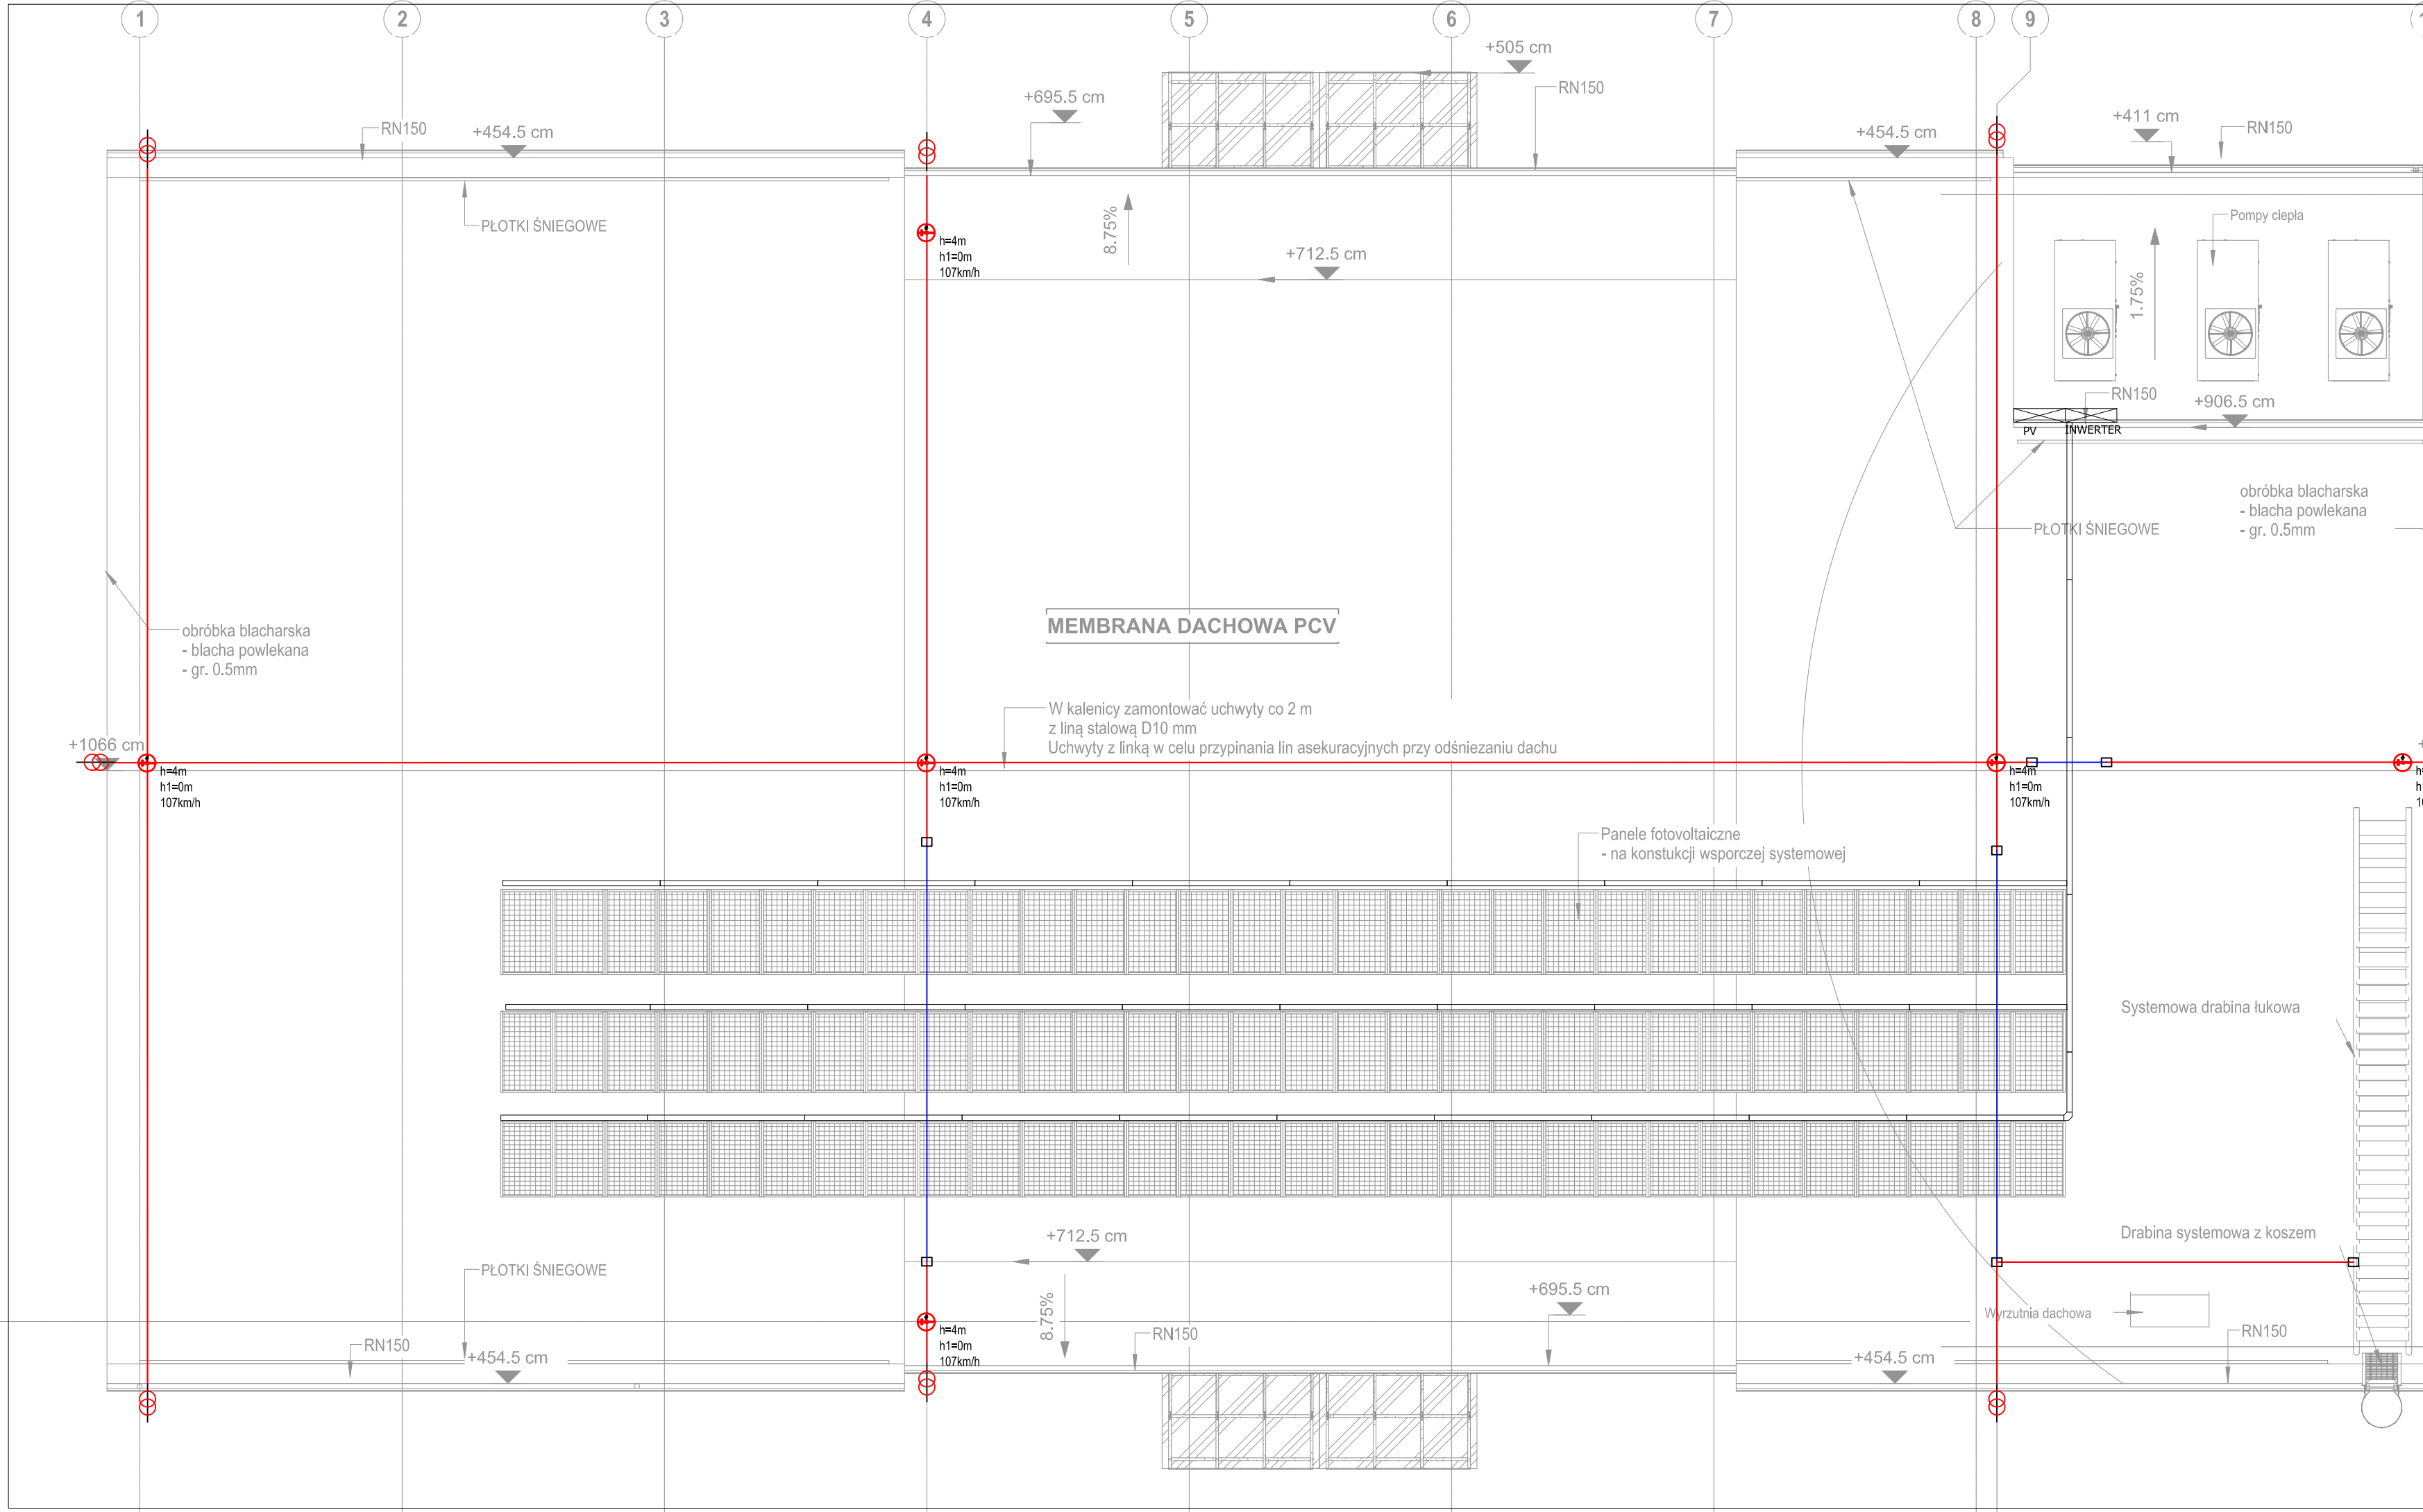 1
2
3
4
5
6
7
8
9
+505 cm
RN150
+695.5 cm
RN150
+454.5 cm
+454.5 cm
+411 cm
RN150
PŁOTKI ŚNIEGOWE
8.75%
Pompy ciepła
h=4m
h1=0m
107km/h
+712.5 cm
1.75%
RN150
+906.5 cm
PV
INWERTER
obróbka blacharska
- blacha powlekana
- gr. 0.5mm
PŁOTKI ŚNIEGOWE
MEMBRANA DACHOWA PCV
obróbka blacharska
- blacha powlekana
- gr. 0.5mm
W kalenicy zamontować uchwyty co 2 m
z liną stalową D10 mm
Uchwyty z linką w celu przypinania lin asekuracyjnych przy odśniezaniu dachu
+1066 cm
h=4m
h1=0m
107km/h
h=4m
h1=0m
107km/h
h=4m
h1=0m
107km/h
Panele fotowoltaiczne
- na konstukcji wsporczej systemowej
Systemowa drabina łukowa
+712.5 cm
Drabina systemowa z koszem
PŁOTKI ŚNIEGOWE
+695.5 cm
8.75%
Wyrzutnia dachowa
h=4m
h1=0m
107km/h
RN150
RN150
RN150
+454.5 cm
+454.5 cm